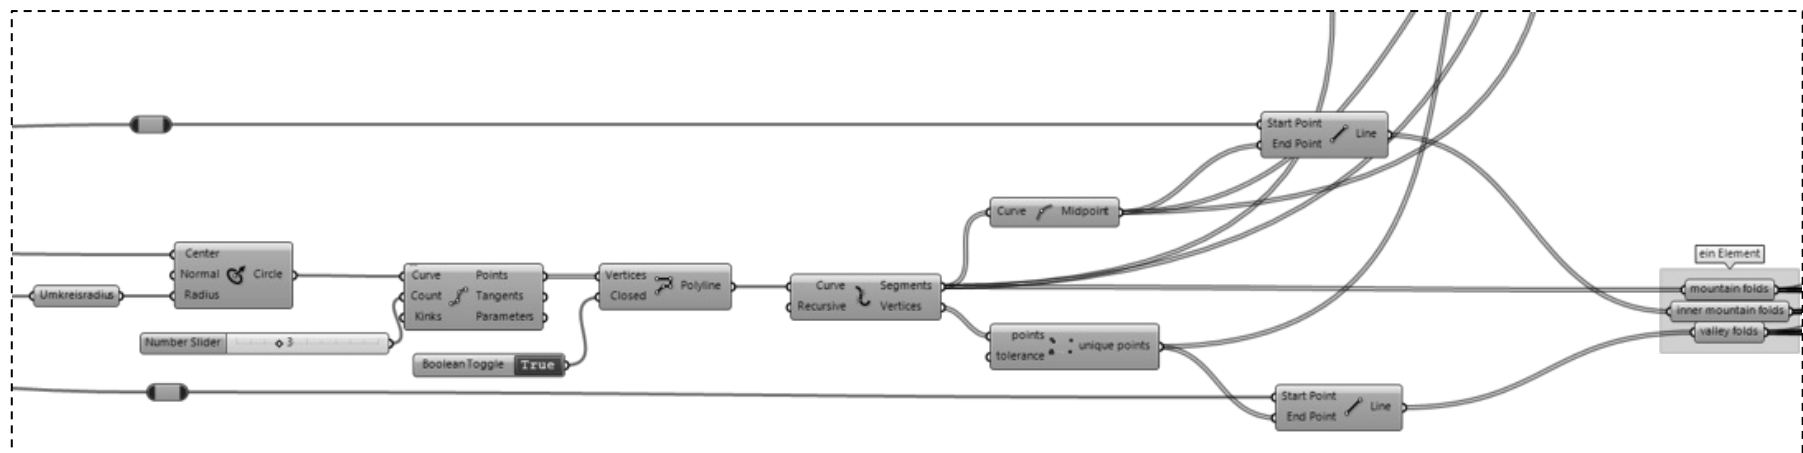 Start Point
Line
End Point
Curve Midpoint
Center
Normal Circle
Radius
Umkreisradius
Curve Points
Count Tangents
Kinks Parameters
Vertices
Closed Polyline
Curve Segments
Recursive Vertices
ein Element
mountain folds
inner mountain folds
valley folds
Number Slider 3
Boolean Toggle True
points
tolerance unique points
Start Point
End Point Line